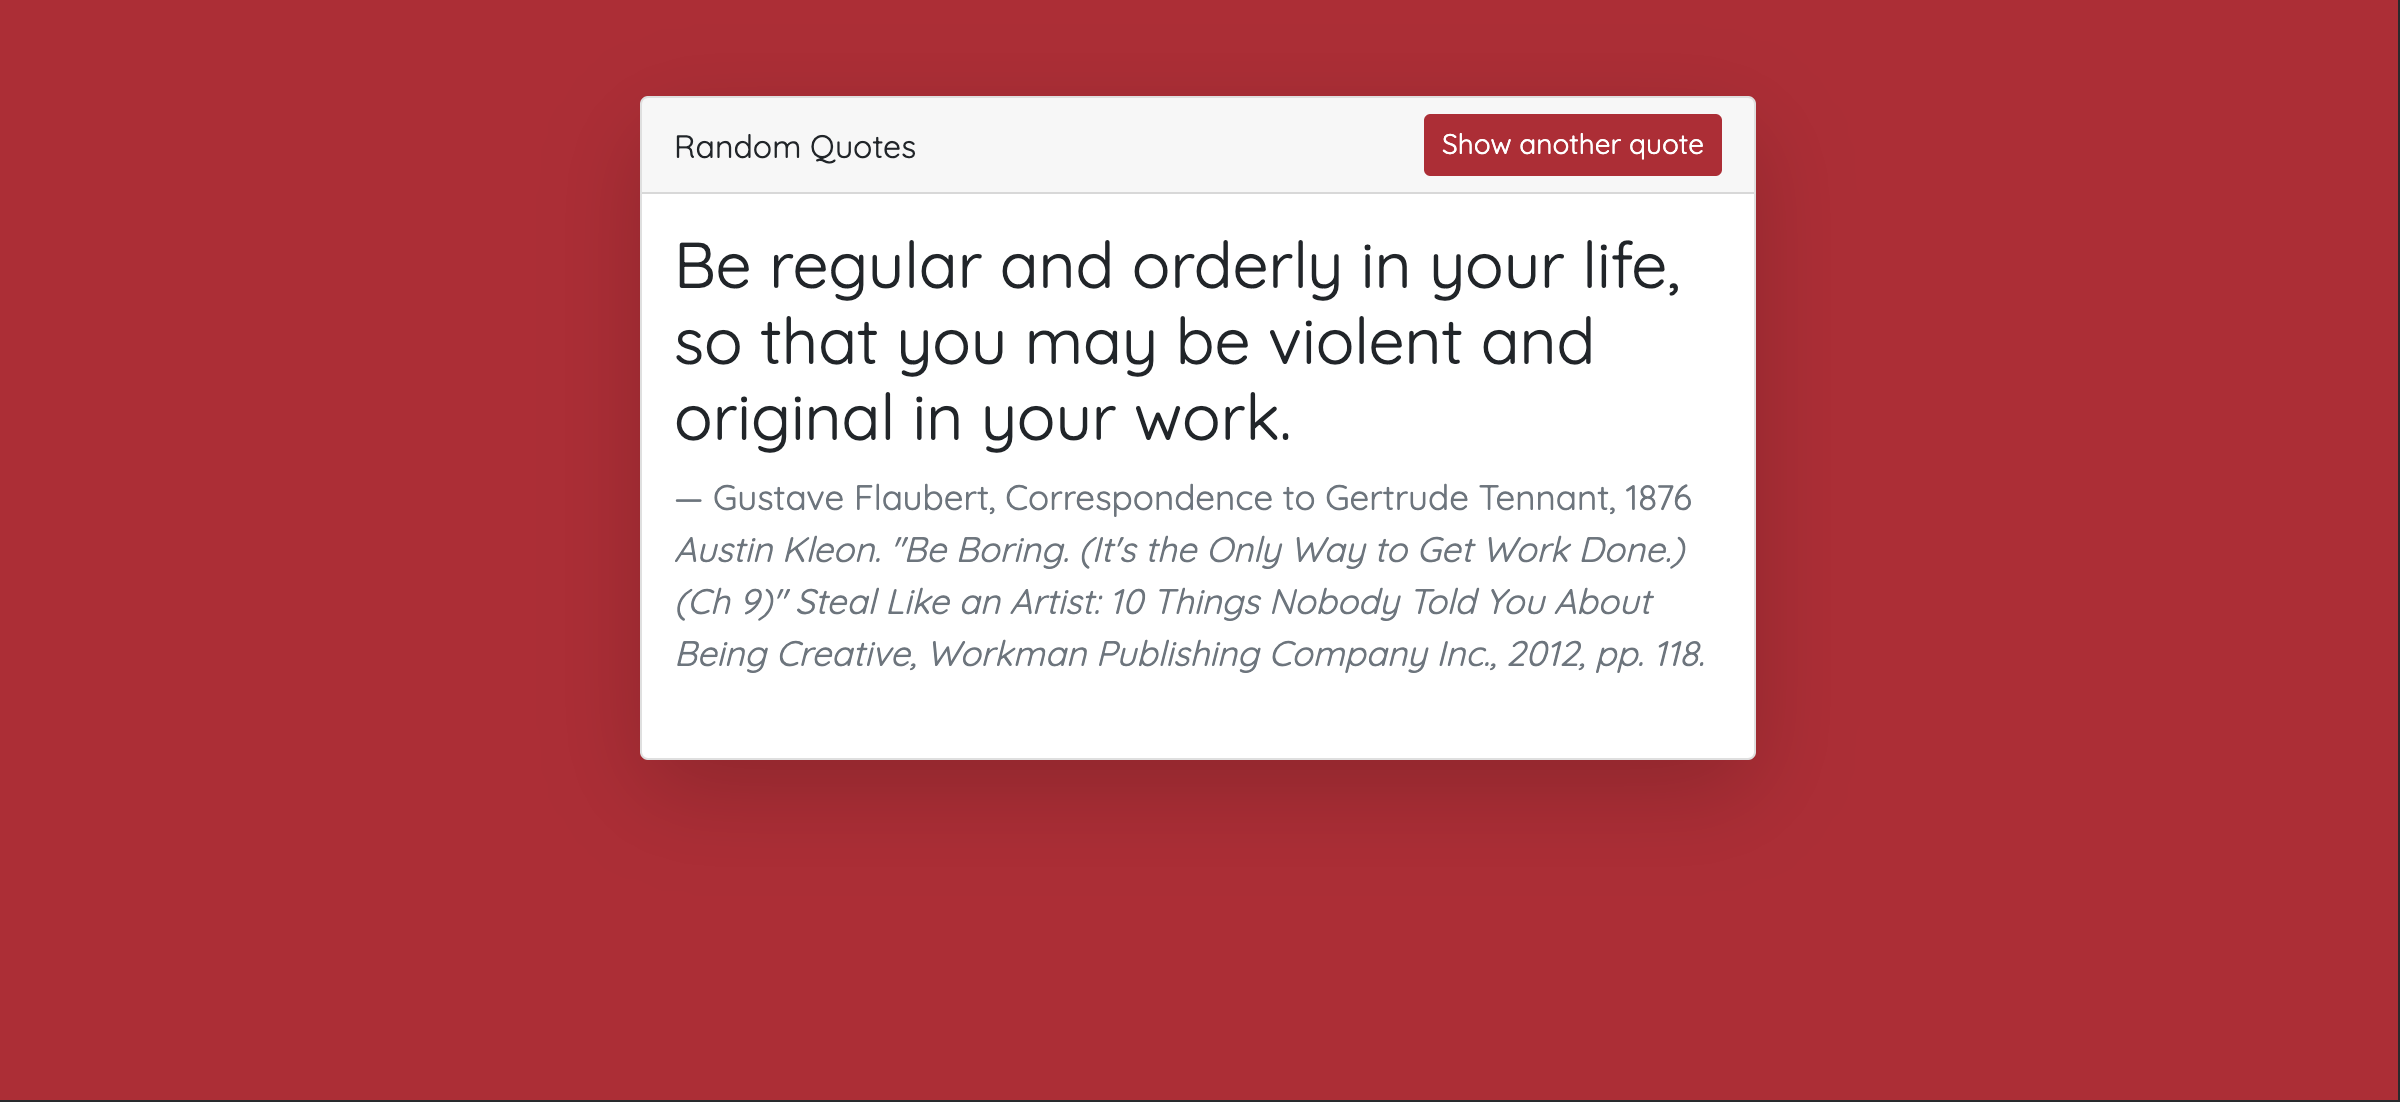 Random Quotes
Show another quote
Be regular and orderly in your life,
so that you may be violent and
original in your work.
— Gustave Flaubert, Correspondence to Gertrude Tennant, 1876
Austin Kleon. "Be Boring. (It's the Only Way to Get Work Done.)
(Ch 9)" Steal Like an Artist: 10 Things Nobody Told You About
Being Creative, Workman Publishing Company Inc., 2012, pp. 118.